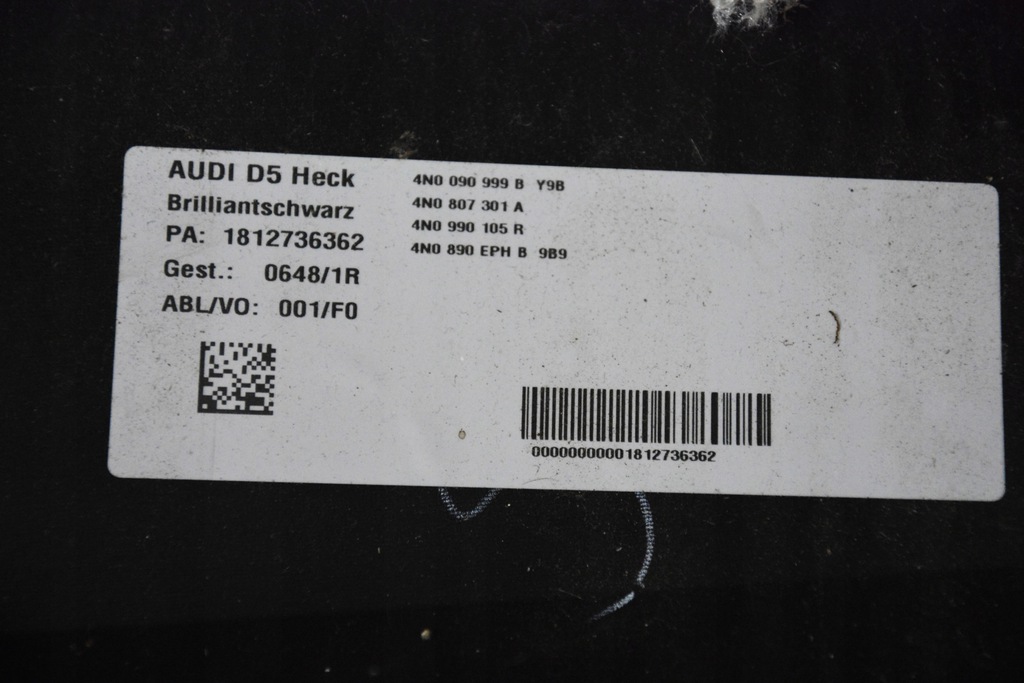 AUDI D5 Heck
Brilliantschwarz
PA: 1812736362
Gest.: 0648/1R
ABL/VO: 001/F0
4N0 090 999 B Y9B
4N0 807 301 A
4N0 990 105 R
4N0 890 EPH B 9B9
00000000001812736362